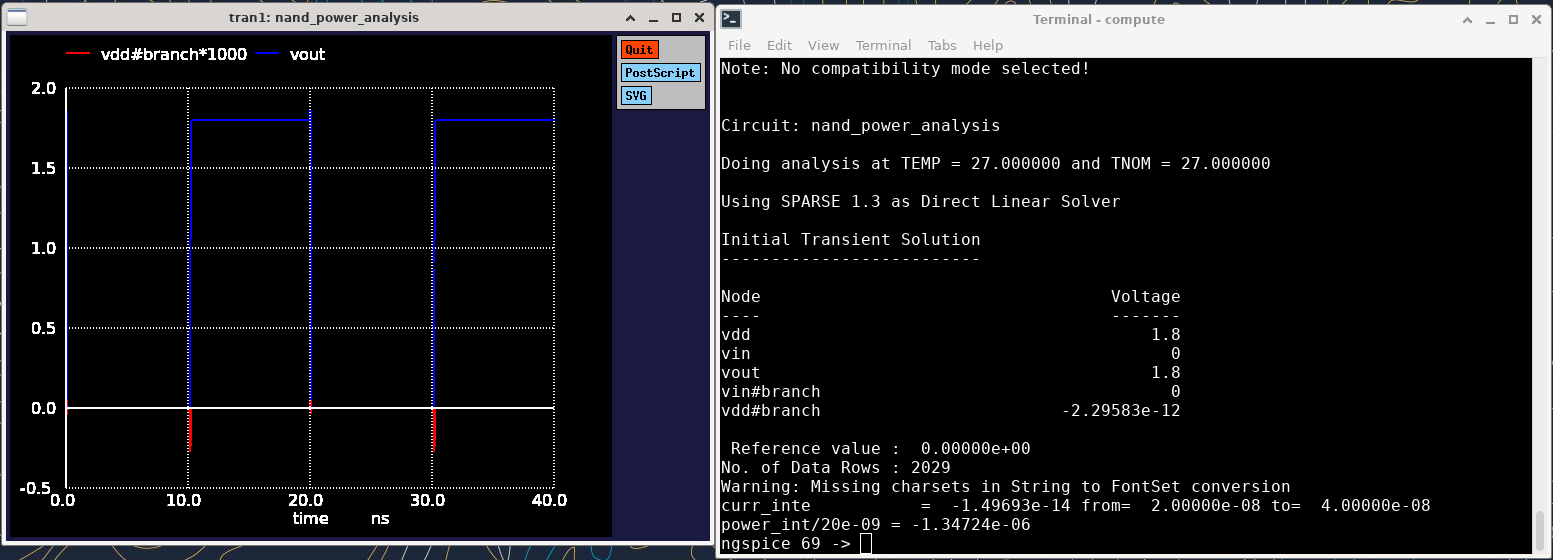 tran1: nand_power_analysis
vdd#branch*1000 vout
Quit
PostScript
SVG
2.0
1.5
1.0
0.5
0.0
-0.5
0.0 10.0 20.0 30.0 40.0
time ns
Terminal - compute
File Edit View Terminal Tabs Help
Note: No compatibility mode selected!
Circuit: nand_power_analysis
Doing analysis at TEMP = 27.000000 and TNOM = 27.000000
Using SPARSE 1.3 as Direct Linear Solver
Initial Transient Solution
--------------------------
Node Voltage
---- -------
vdd 1.8
vin 0
vout 1.8
vin#branch 0
vdd#branch -2.29583e-12
Reference value : 0.00000e+00
No. of Data Rows : 2029
Warning: Missing charsets in String to FontSet conversion
curr_inte = -1.49693e-14 from= 2.00000e-08 to= 4.00000e-08
power_int/20e-09 = -1.34724e-06
ngspice 69 ->